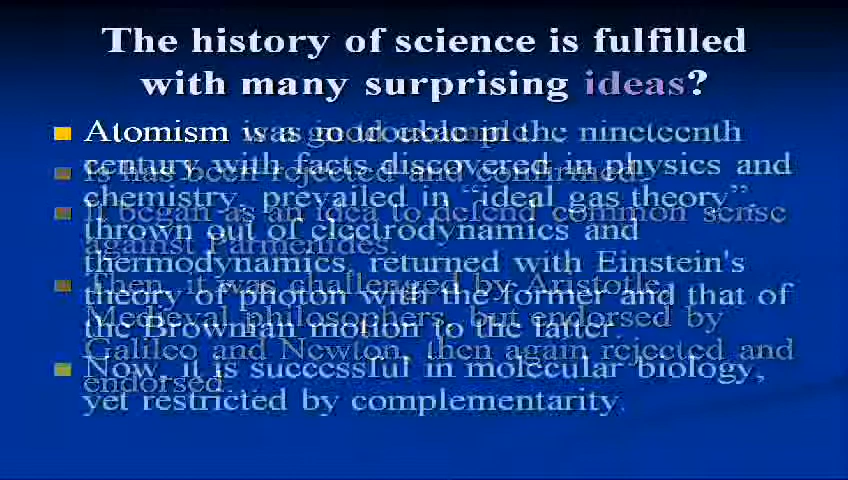 The history of science is fulfilled
with many surprising ideas?
Atomism was modouble in the nineteenth
century with facts discovered in physics and
chemistry, prevailed in “ideal gas theory”,
thrown out of electrodynamics and
thermodynamics, returned with Einstein's
theory of photon with the former and that of
the Brownian motion to the latter.
Now, it is successful in molecular biology,
yet restricted by complementarity.
Atomism is a good example.
Is has been rejected and confirmed.
It began as an idea to defend common sense
against Parmenides.
Then, it was challenged by Aristotle,
Medieval philosophers, but endorsed by
Galileo and Newton, then again rejected and
endorsed.